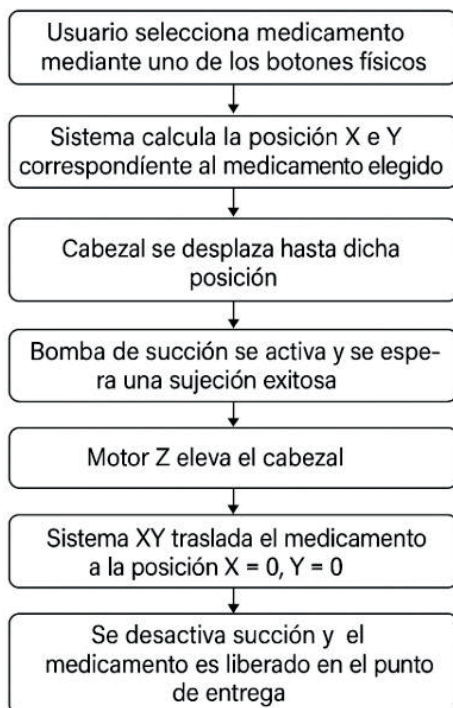 Usuario selecciona medicamento
mediante uno de los botones físicos
Sistema calcula la posición X e Y
correspondíente al medicamento elegido
Cabezal se desplaza hasta dicha
posición
Bomba de succión se activa y se espe-
ra una sujeción exitosa
Motor Z eleva el cabezal
Sistema XY traslada el medicamento
a la posición X = 0, Y = 0
Se desactiva succión y el
medicamento es liberado en el punto
de entrega